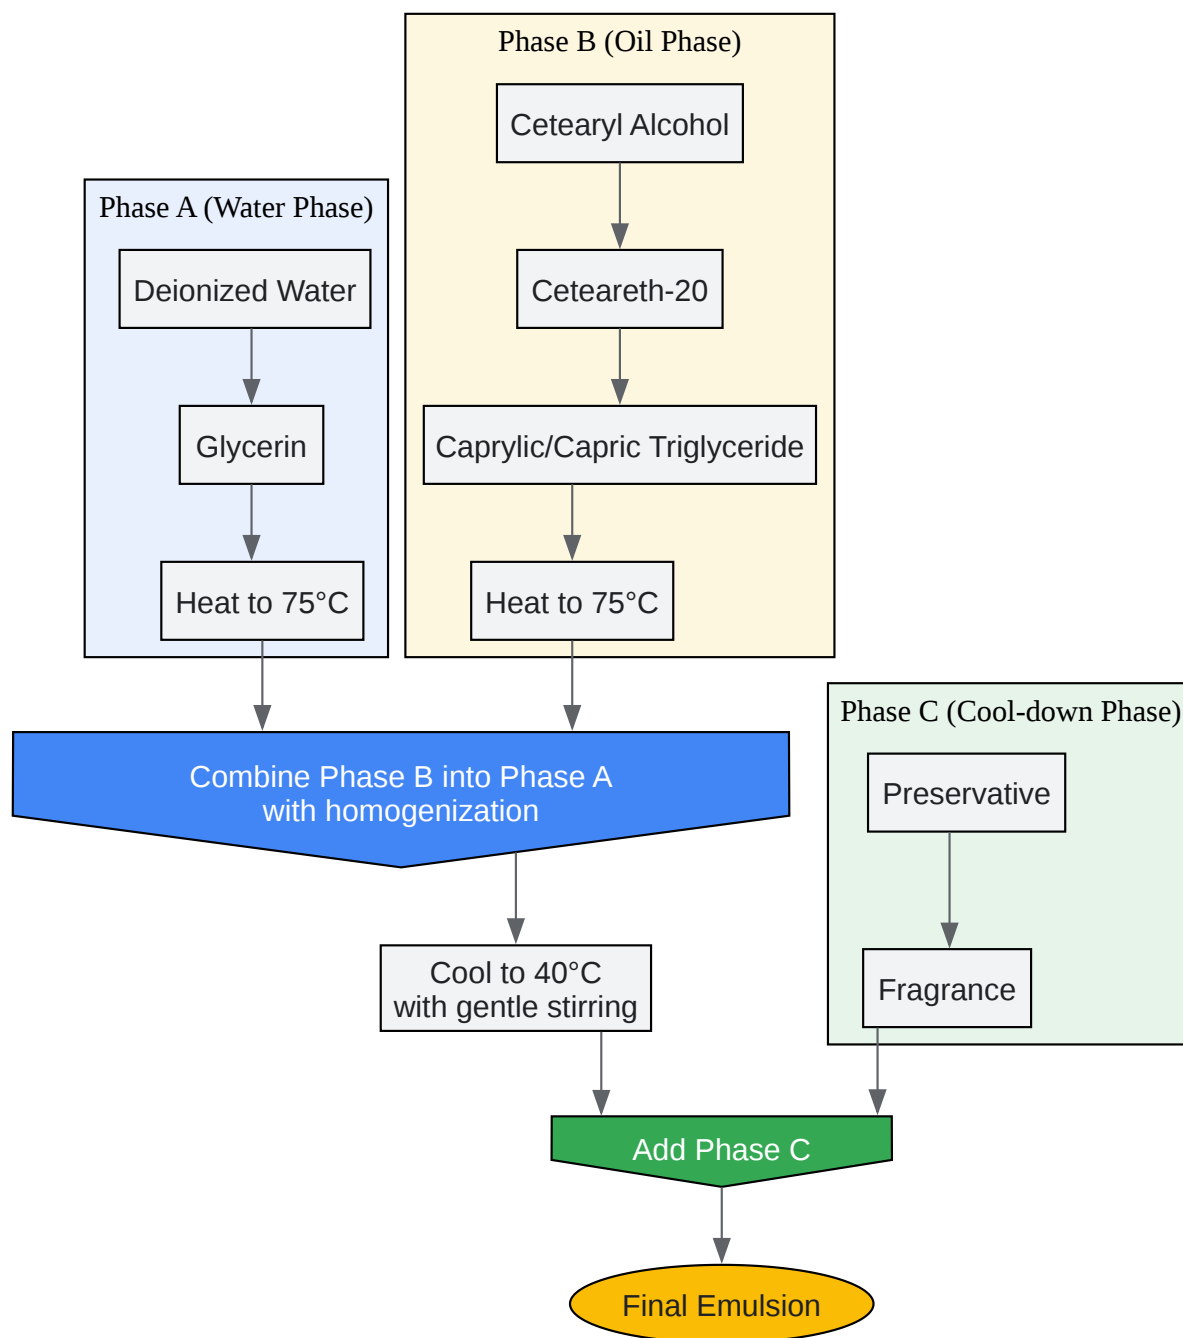 Phase B (Oil Phase)
Cetearyl Alcohol
Phase A (Water Phase)
Deionized Water
Ceteareth-20
Glycerin
Caprylic/Capric Triglyceride
Heat to 75°C
Heat to 75°C
Phase C (Cool-down Phase)
Combine Phase B into Phase A
with homogenization
Preservative
Cool to 40°C
with gentle stirring
Fragrance
Add Phase C
Final Emulsion